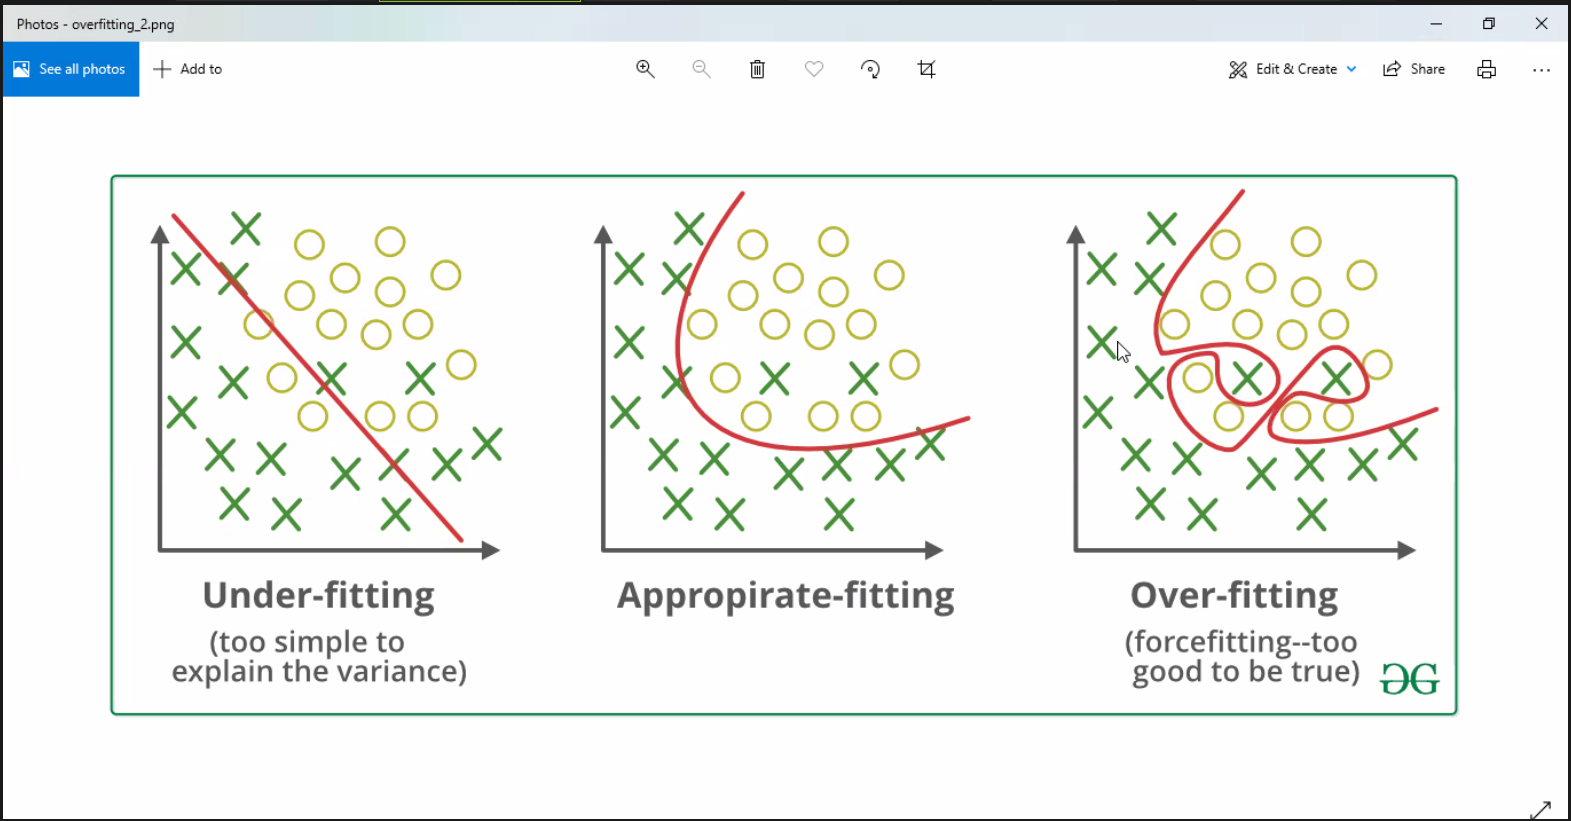 Photos - overfitting_2.png
See all photos
Add to
Edit & Create
Share
Under-fitting
(too simple to
explain the variance)
Appropirate-fitting
Over-fitting
(forcefitting--too
good to be true)